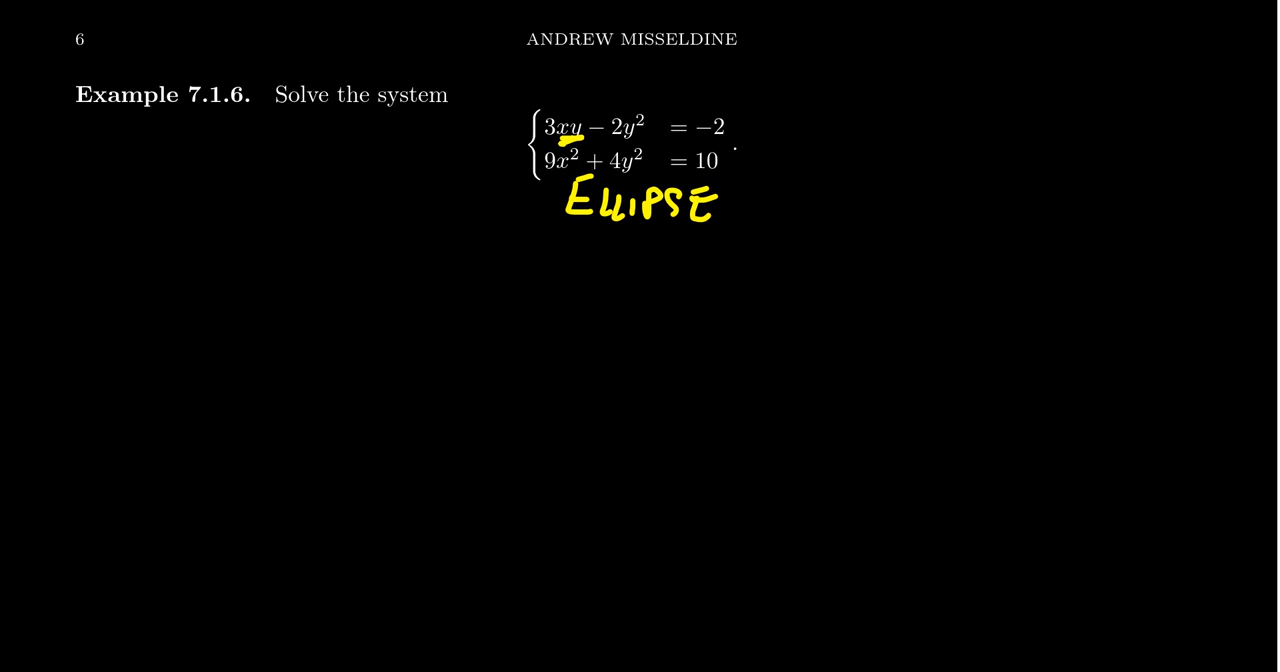 6 ANDREW MISSELDINE
Example 7.1.6. Solve the system
3xy − 2y² = −2
9x² + 4y² = 10 .
ELLIPSE